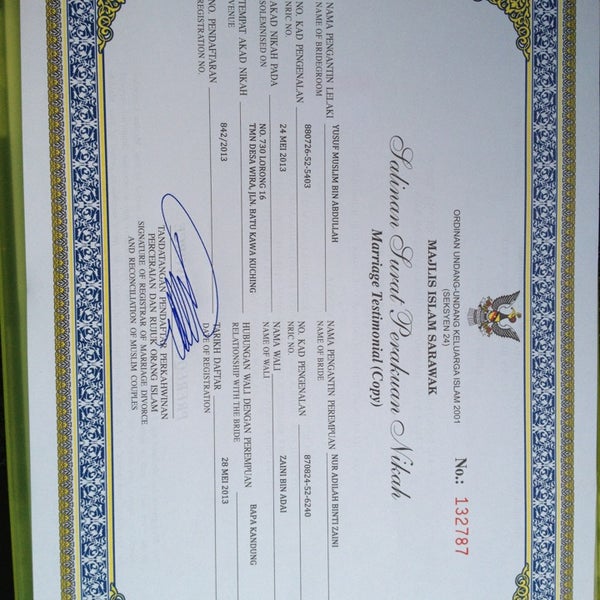 ORDINAN UNDANG-UNDANG KELUARGA ISLAM 2001
(SEKSYEN 24)
MAJLIS ISLAM SARAWAK
No.: 132787
Salinan Surat Perakuan Nikah
Marriage Testimonial (Copy)
NAMA PENGANTIN LELAKI YUSUF MUSLIM BIN ABDULLAH
NAME OF BRIDEGROOM
NO. KAD PENGENALAN 880726-52-5403
NRIC NO
AKAD NIKAH PADA 24 MEI 2013
SOLEMNISED ON
TEMPAT AKAD NIKAH NO. 730 LORONG 16
VENUE TMN DESA WIRA, JLN. BATU KAWA KUCHING
NO. PENDAFTARAN 842/2013
REGISTRATION NO.
NAMA PENGANTIN PEREMPUAN NUR ADILAH BINTI ZAINI
NAME OF BRIDE
NO. KAD PENGENALAN 870824-52-6240
NRIC NO.
NAMA WALI ZAINI BIN ADAI
NAME OF WALI
HUBUNGAN WALI DENGAN PEREMPUAN BAPA KANDUNG
RELATIONSHIP WITH THE BRIDE
TARIKH DAFTAR 28 MEI 2013
DATE OF REGISTRATION
TANDATANGAN PENDAFTAR PERKAHWINAN
PERCERAIAN DAN RUJUK ORANG ISLAM
SIGNATURE OF REGISTRAR OF MARRIAGE DIVORCE
AND RECONCILIATION OF MUSLIM COUPLES